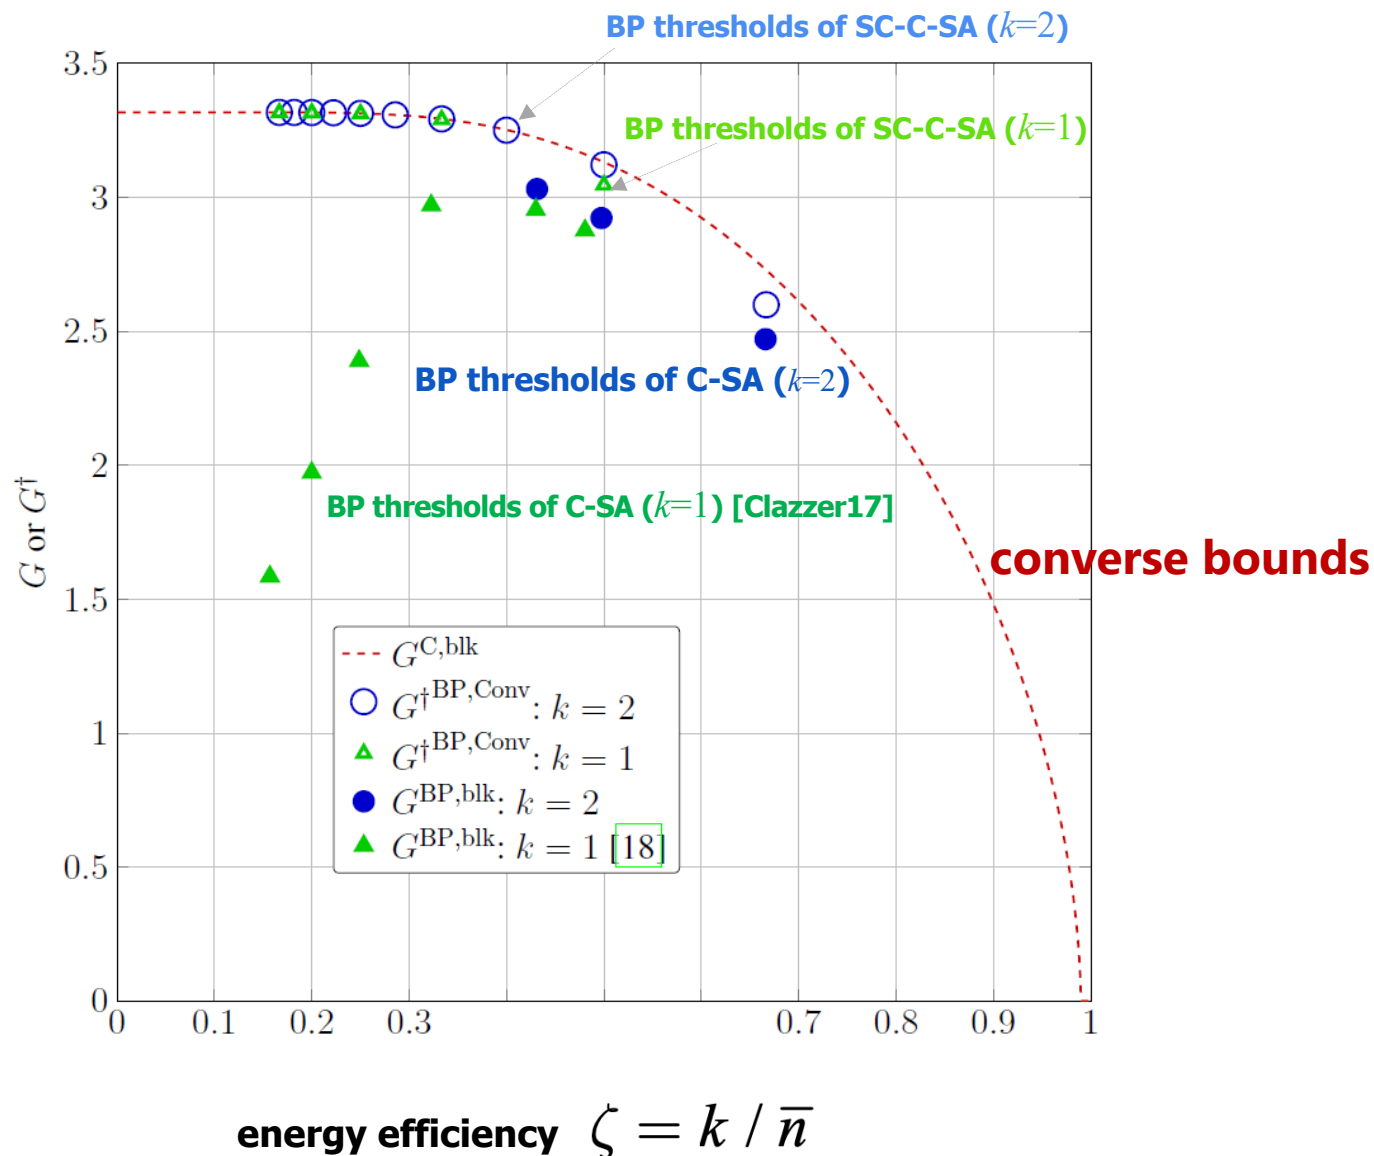 BP thresholds of SC-C-SA (k=2)
3.5
BP thresholds of SC-C-SA (k=1)
3
2.5
BP thresholds of C-SA (k=2)
2
BP thresholds of C-SA (k=1) [Clazzer17]
G or G†
converse bounds
1.5
G^C,blk
G†^BP,Conv: k = 2
1
G†^BP,Conv: k = 1
G^BP,blk: k = 2
G^BP,blk: k = 1 [18]
0.5
0
0 0.1 0.2 0.3 0.7 0.8 0.9 1
energy efficiency ζ = k / n̅